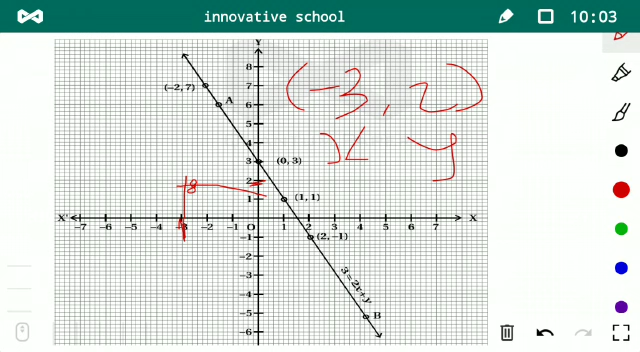 innovative school 10:03
Y
8
(-2, 7) 7
A 6
5
4
(0, 3) 3
2
(1, 1) 1
X' -7 -6 -5 -4 -3 -2 -1 O 1 2 3 4 5 6 7 X
(2, -1) -1
-2
-3
3 = 2x+y
-4
-5 B
-6
(-3, 2)
x y